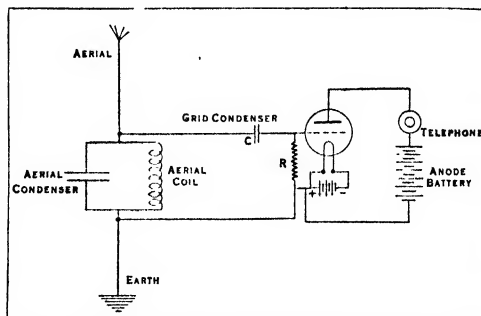 AERIAL
GRID CONDENSER
C
TELEPHONE
R
AERIAL
CONDENSER
AERIAL
COIL
ANODE
BATTERY
+
-
EARTH